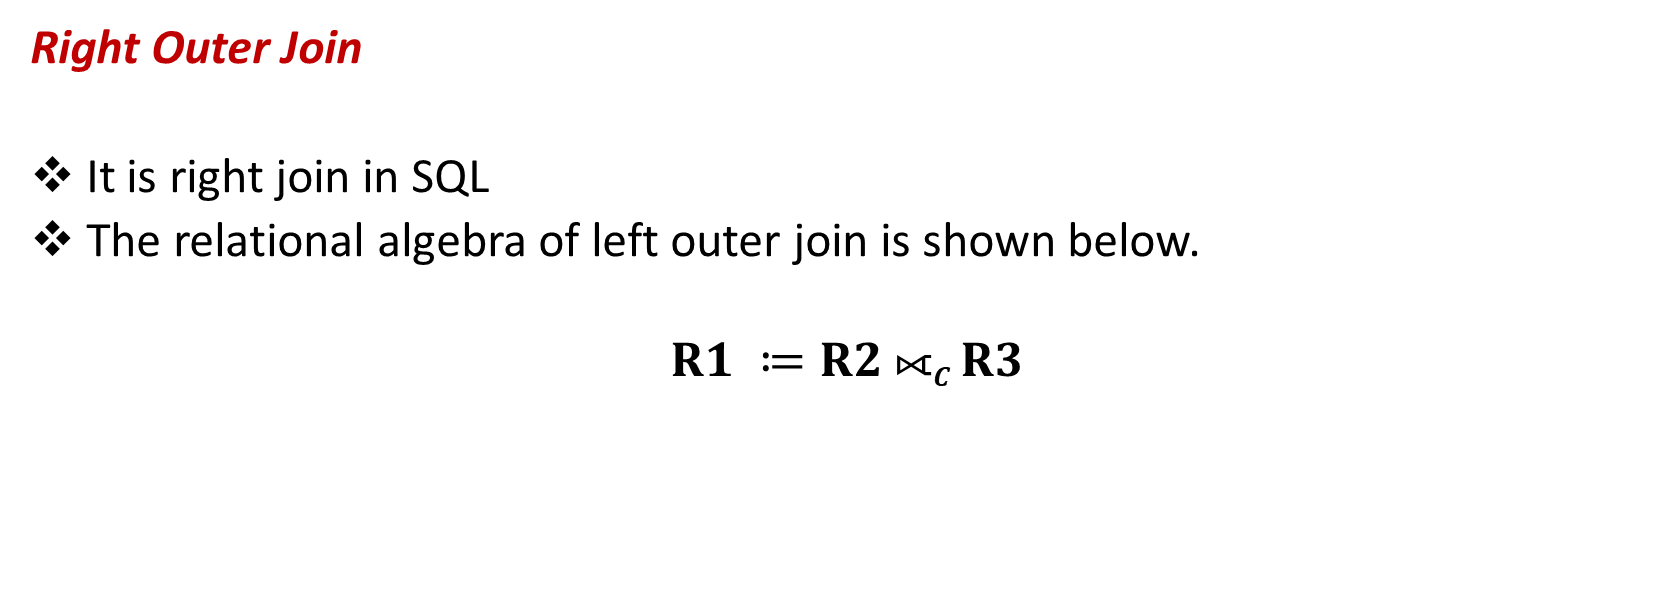 Right Outer Join
❖ It is right join in SQL
❖ The relational algebra of left outer join is shown below.
R1 ≔ R2 ⟖_C R3